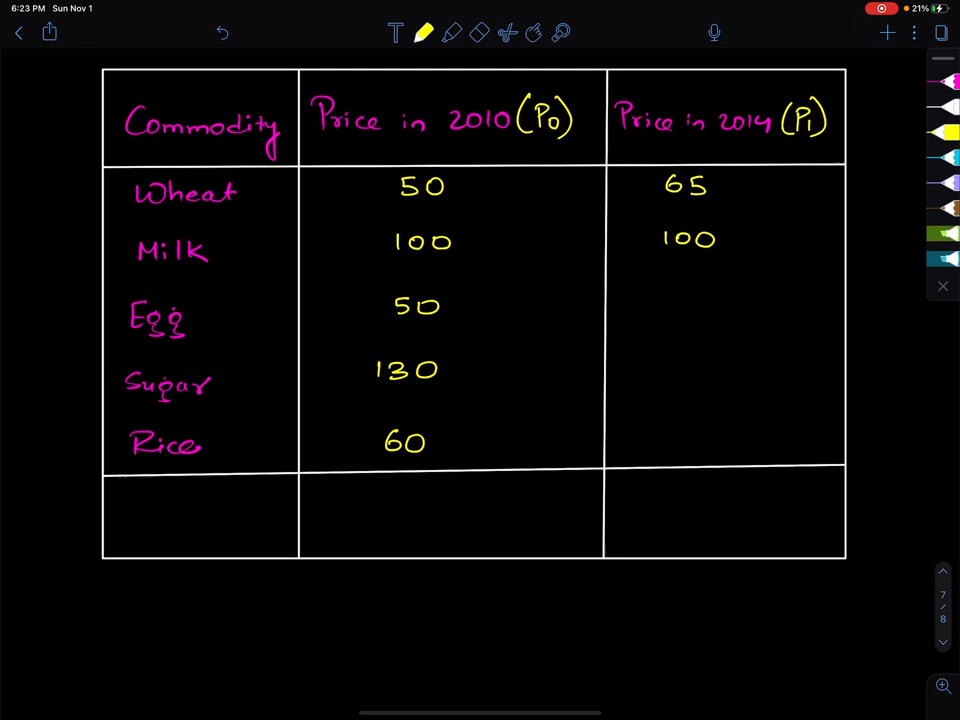 6:23 PM Sun Nov 1
21%
T
Commodity Price in 2010 (P0) Price in 2014 (P1)
Wheat 50 65
Milk 100 100
Egg 50
Sugar 130
Rice 60
7
/
8